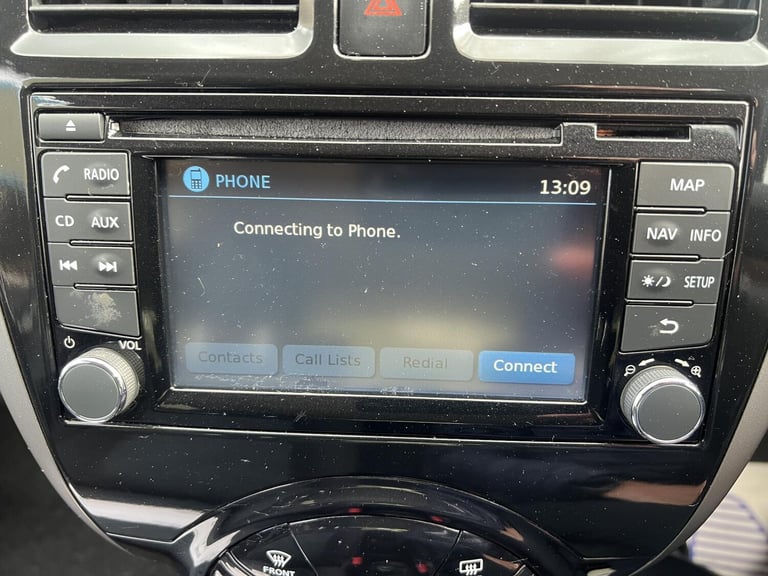 RADIO
CD AUX
VOL
PHONE 13:09
Connecting to Phone.
Contacts Call Lists Redial Connect
MAP
NAV INFO
SETUP
FRONT